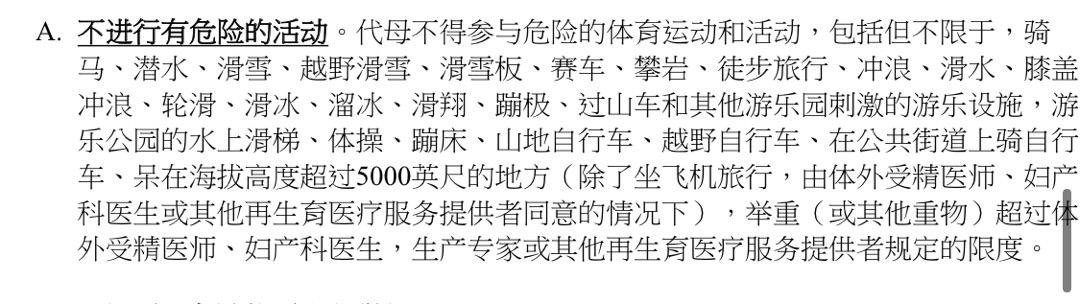 A. 不进行有危险的活动。代母不得参与危险的体育运动和活动，包括但不限于，骑
马、潜水、滑雪、越野滑雪、滑雪板、赛车、攀岩、徒步旅行、冲浪、滑水、膝盖
冲浪、轮滑、滑冰、溜冰、滑翔、蹦极、过山车和其他游乐园刺激的游乐设施，游
乐公园的水上滑梯、体操、蹦床、山地自行车、越野自行车、在公共街道上骑自行
车、呆在海拔高度超过5000英尺的地方（除了坐飞机旅行，由体外受精医师、妇产
科医生或其他再生育医疗服务提供者同意的情况下），举重（或其他重物）超过体
外受精医师、妇产科医生，生产专家或其他再生育医疗服务提供者规定的限度。